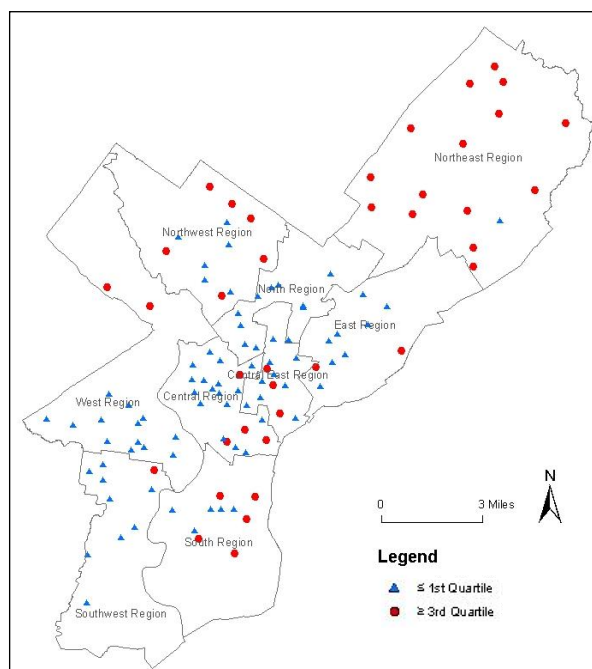 Northeast Region
Northwest Region
North Region
East Region
Central East Region
West Region
Central Region
South Region
Southwest Region
N
0 3 Miles
Legend
≤ 1st Quartile
≥ 3rd Quartile